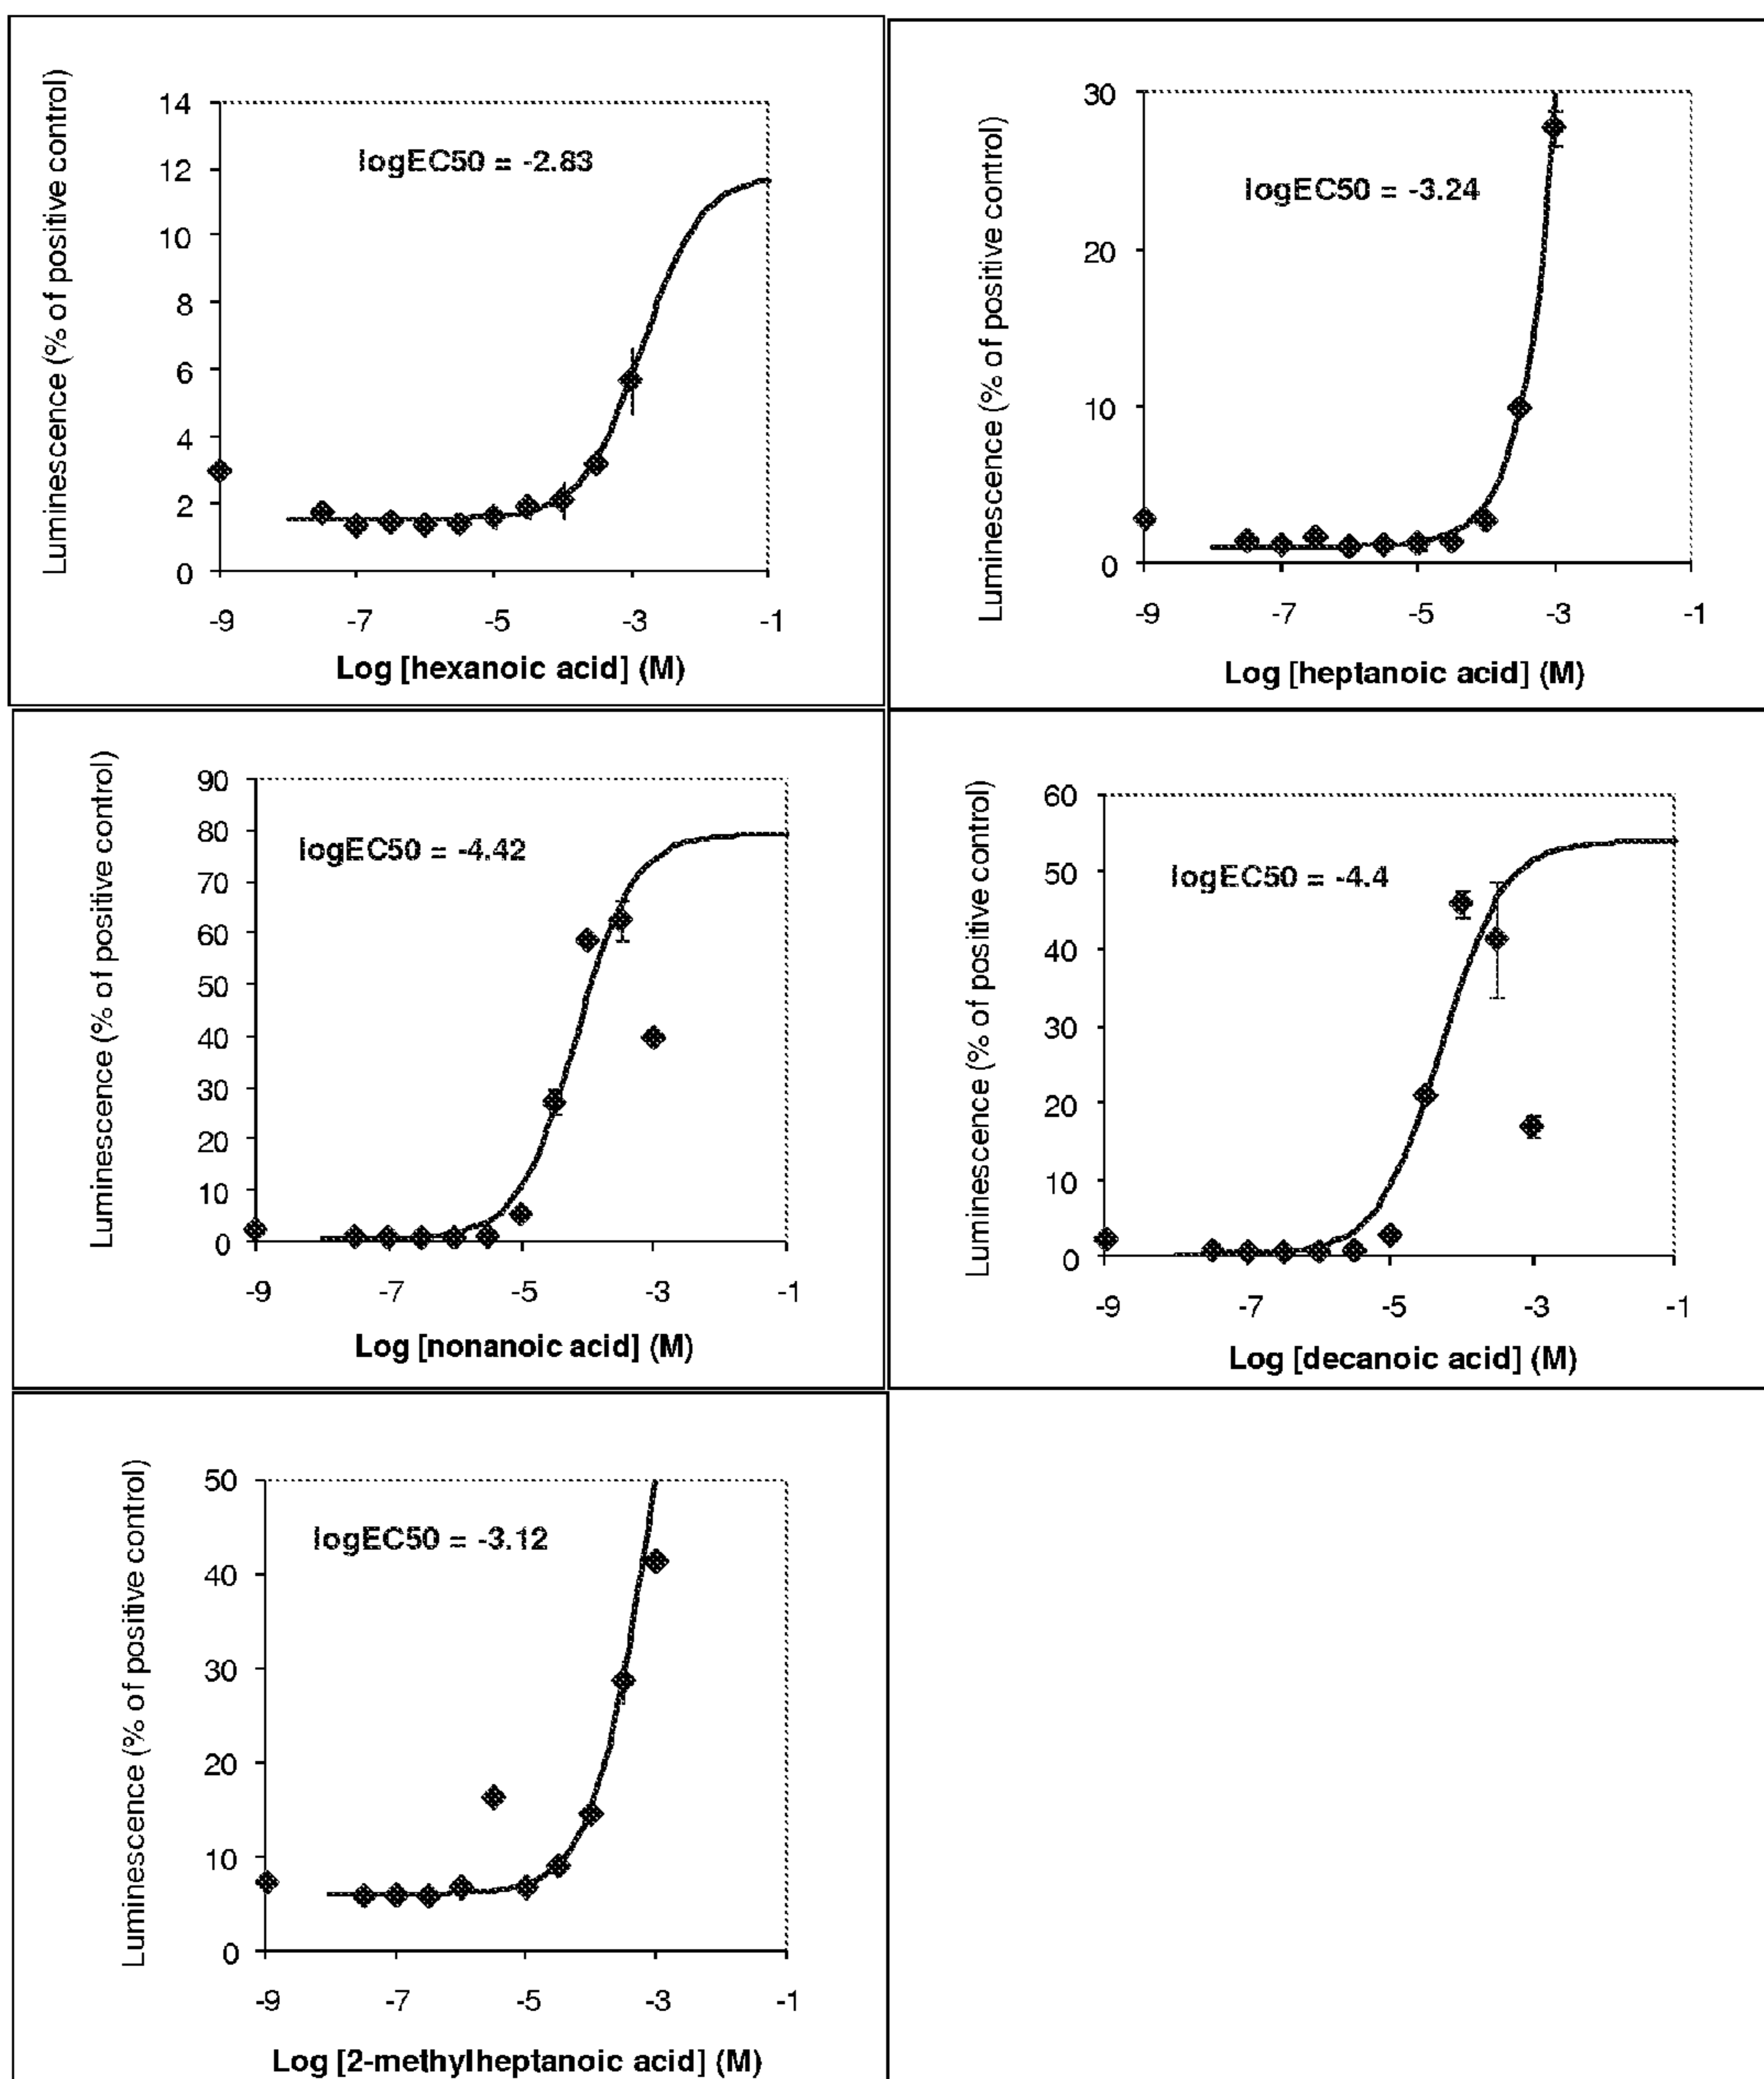 Luminescence (% of positive control)
14
12
10
8
6
4
2
0
logEC50 = -2.83
-9 -7 -5 -3 -1
Log [hexanoic acid] (M)
Luminescence (% of positive control)
30
20
10
0
logEC50 = -3.24
-9 -7 -5 -3 -1
Log [heptanoic acid] (M)
Luminescence (% of positive control)
90
80
70
60
50
40
30
20
10
0
logEC50 = -4.42
-9 -7 -5 -3 -1
Log [nonanoic acid] (M)
Luminescence (% of positive control)
60
50
40
30
20
10
0
logEC50 = -4.4
-9 -7 -5 -3 -1
Log [decanoic acid] (M)
Luminescence (% of positive control)
50
40
30
20
10
0
logEC50 = -3.12
-9 -7 -5 -3 -1
Log [2-methylheptanoic acid] (M)